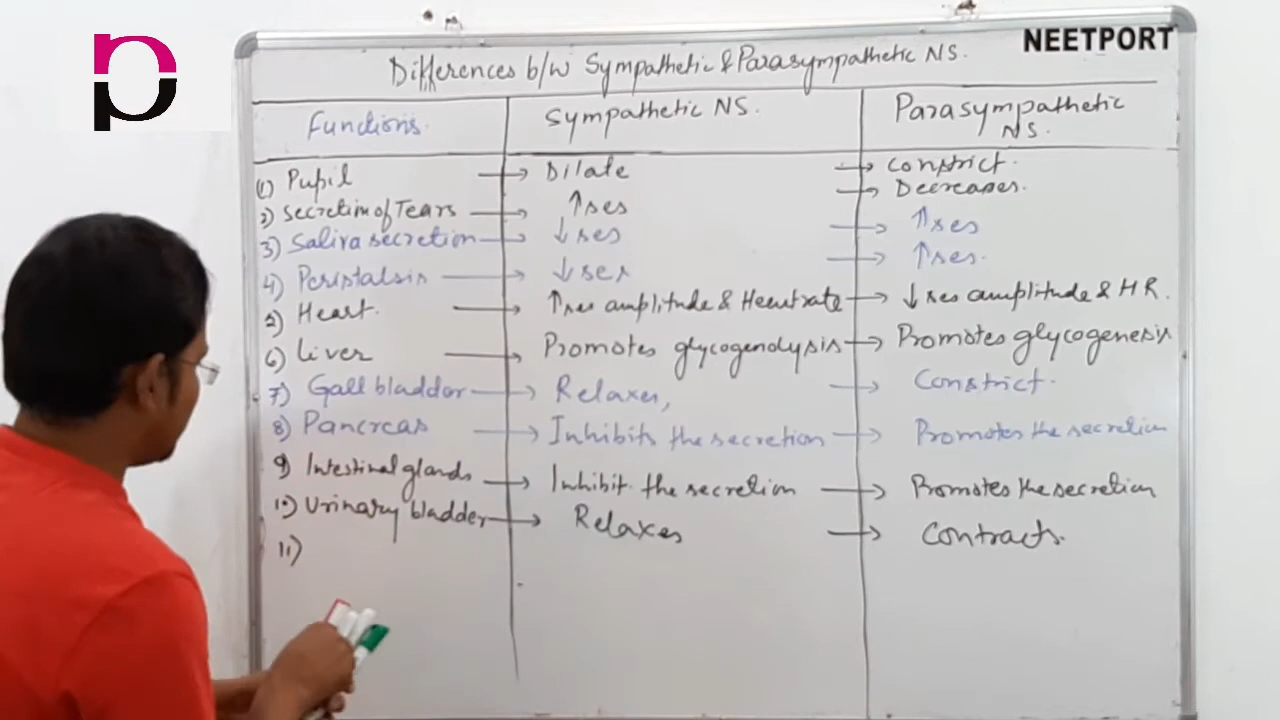 NEETPORT
Differences b/w Sympathetic & Parasympathetic NS.
Functions. Sympathetic NS. Parasympathetic NS.
(1) Pupil → Dilate → Constrict.
2) Secretion of Tears → ↑ses → Decreases.
3) Saliva secretion → ↓ses → ↑ses
4) Peristalsis → ↓ses → ↑ses.
5) Heart. → ↑ses amplitude & Heartrate → ↓ses amplitude & HR.
6) Liver → Promotes glycogenolysis → Promotes glycogenesis
7) Gall bladder → Relaxes, → Constrict.
8) Pancreas → Inhibits the secretion → Promotes the secretion
9) Intestinal glands → Inhibit the secretion → Promotes the secretion
10) Urinary bladder → Relaxes → Contracts.
11)